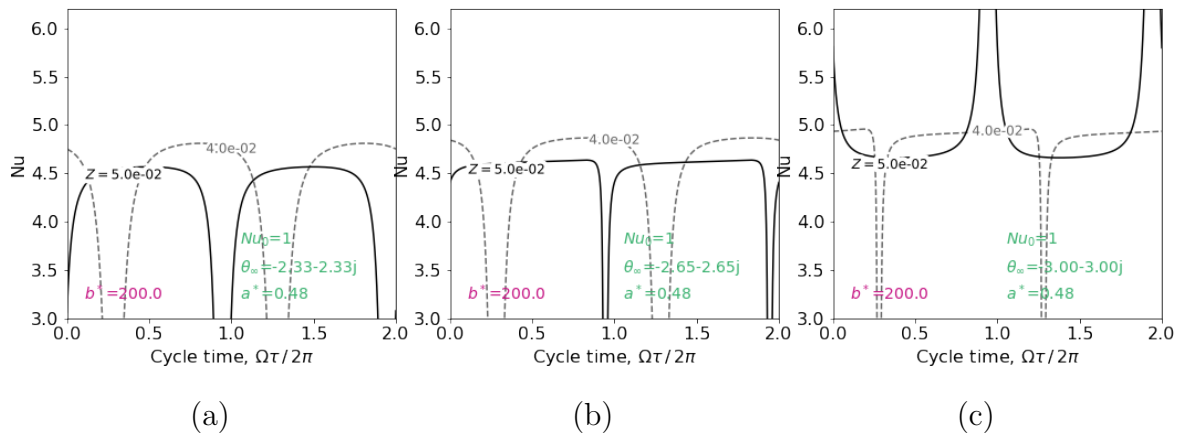 6.0
5.5
5.0
4.5
4.0
3.5
3.0
Nu
4.0e-02
Z = 5.0e-02
Nu₀=1
θ∞=-2.33-2.33j
b*=200.0
a*=0.48
0.0 0.5 1.0 1.5 2.0
Cycle time, Ωτ / 2π
(a)
6.0
5.5
5.0
4.5
4.0
3.5
3.0
Nu
4.0e-02
Z = 5.0e-02
Nu₀=1
θ∞=-2.65-2.65j
b*=200.0
a*=0.48
0.0 0.5 1.0 1.5 2.0
Cycle time, Ωτ / 2π
(b)
6.0
5.5
5.0
4.5
4.0
3.5
3.0
Nu
4.0e-02
Z = 5.0e-02
Nu₀=1
θ∞=-3.00-3.00j
b*=200.0
a*=0.48
0.0 0.5 1.0 1.5 2.0
Cycle time, Ωτ / 2π
(c)